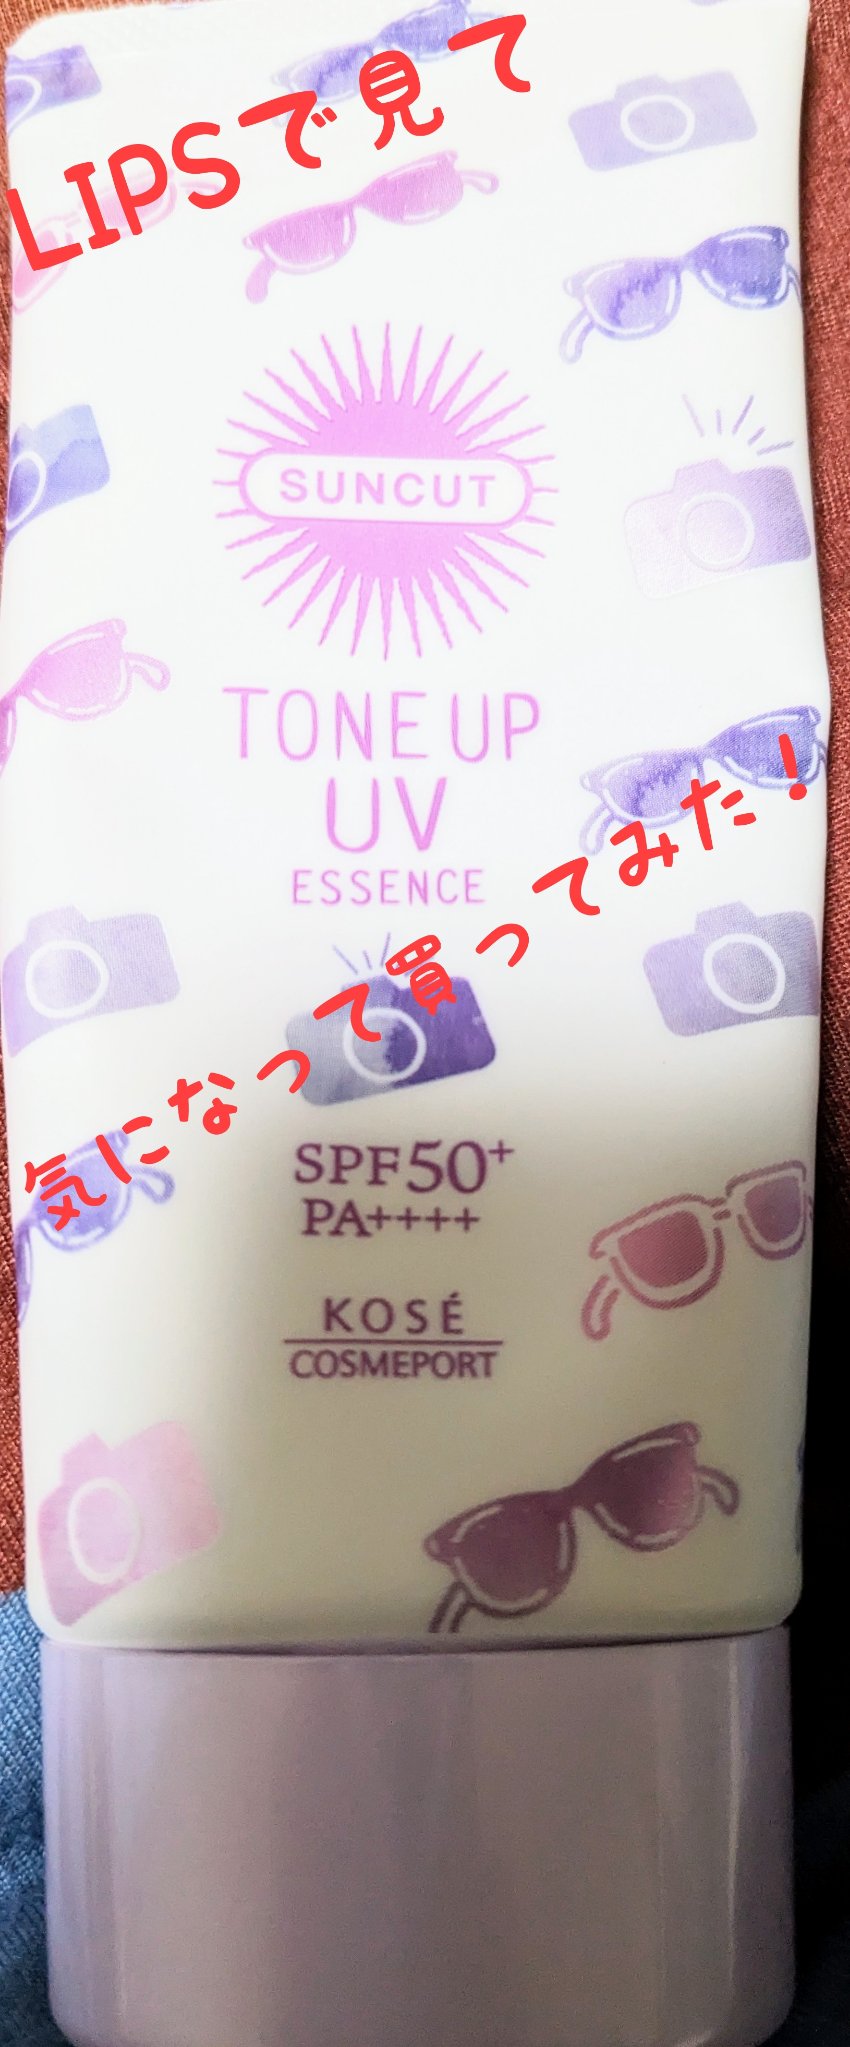 LIPSで見て
SUNCUT
TONE UP
UV
ESSENCE
気になって買ってみた！
SPF50+
PA++++
KOSÉ
COSMEPORT